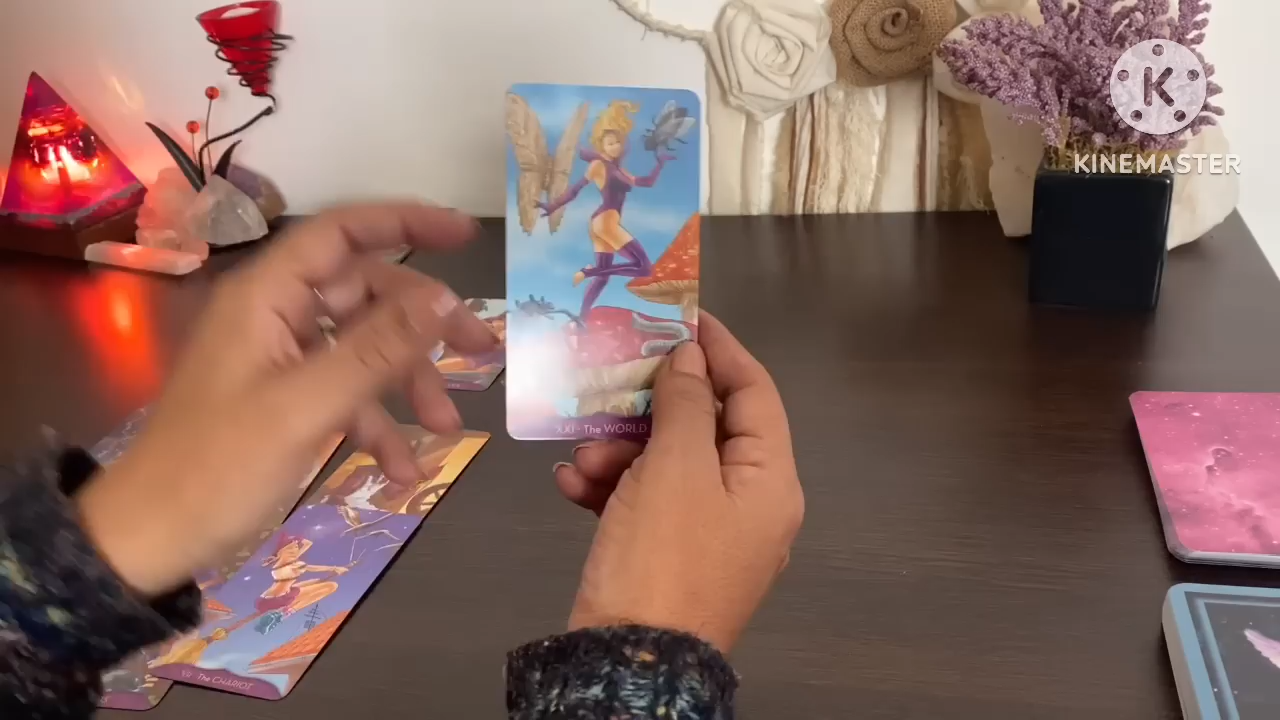 K
KINEMASTER
XXI - The WORLD
VII - The CHARIOT